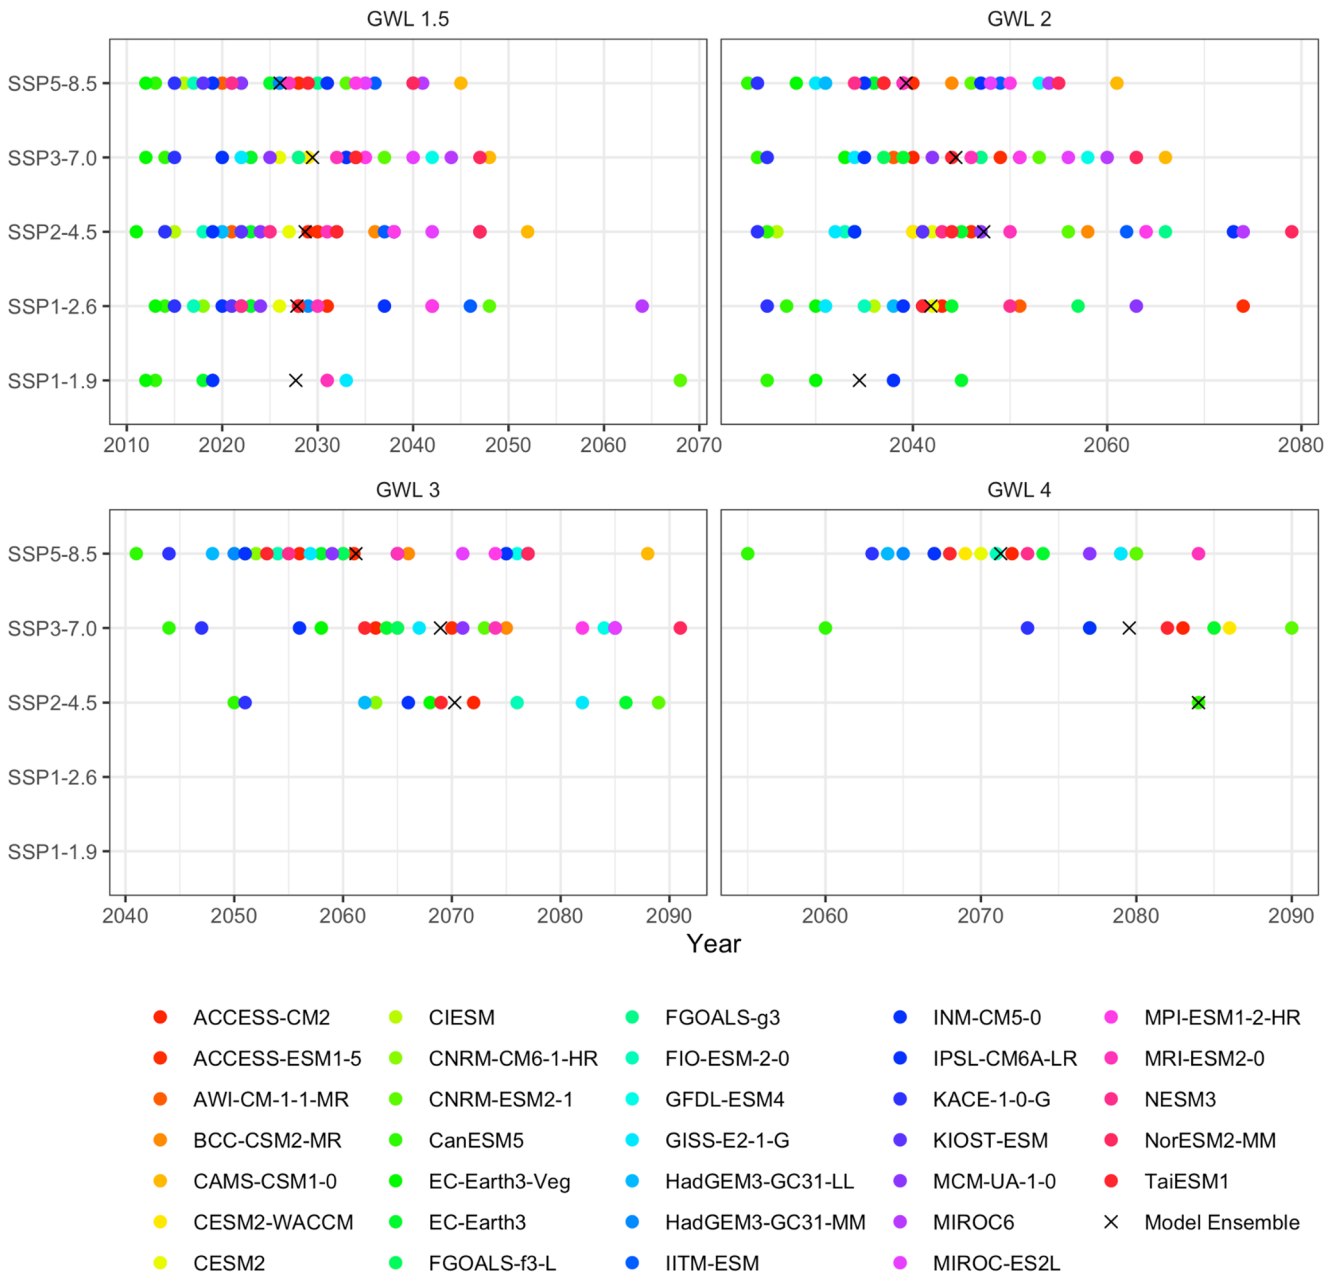 GWL 1.5 GWL 2
SSP5-8.5
SSP3-7.0
SSP2-4.5
SSP1-2.6
SSP1-1.9
2010 2020 2030 2040 2050 2060 2070 2040 2060 2080
GWL 3 GWL 4
SSP5-8.5
SSP3-7.0
SSP2-4.5
SSP1-2.6
SSP1-1.9
2040 2050 2060 2070 2080 2090 2060 2070 2080 2090
Year
ACCESS-CM2 CIESM FGOALS-g3 INM-CM5-0 MPI-ESM1-2-HR
ACCESS-ESM1-5 CNRM-CM6-1-HR FIO-ESM-2-0 IPSL-CM6A-LR MRI-ESM2-0
AWI-CM-1-1-MR CNRM-ESM2-1 GFDL-ESM4 KACE-1-0-G NESM3
BCC-CSM2-MR CanESM5 GISS-E2-1-G KIOST-ESM NorESM2-MM
CAMS-CSM1-0 EC-Earth3-Veg HadGEM3-GC31-LL MCM-UA-1-0 TaiESM1
CESM2-WACCM EC-Earth3 HadGEM3-GC31-MM MIROC6 Model Ensemble
CESM2 FGOALS-f3-L IITM-ESM MIROC-ES2L